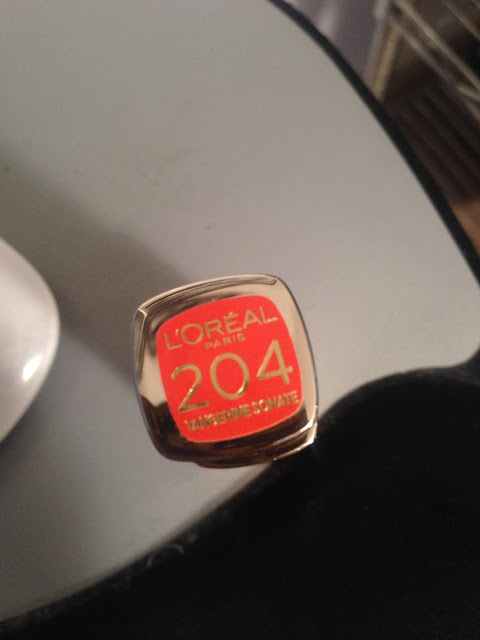 L'ORÉAL
PARIS
204
TANGERINE SONATE